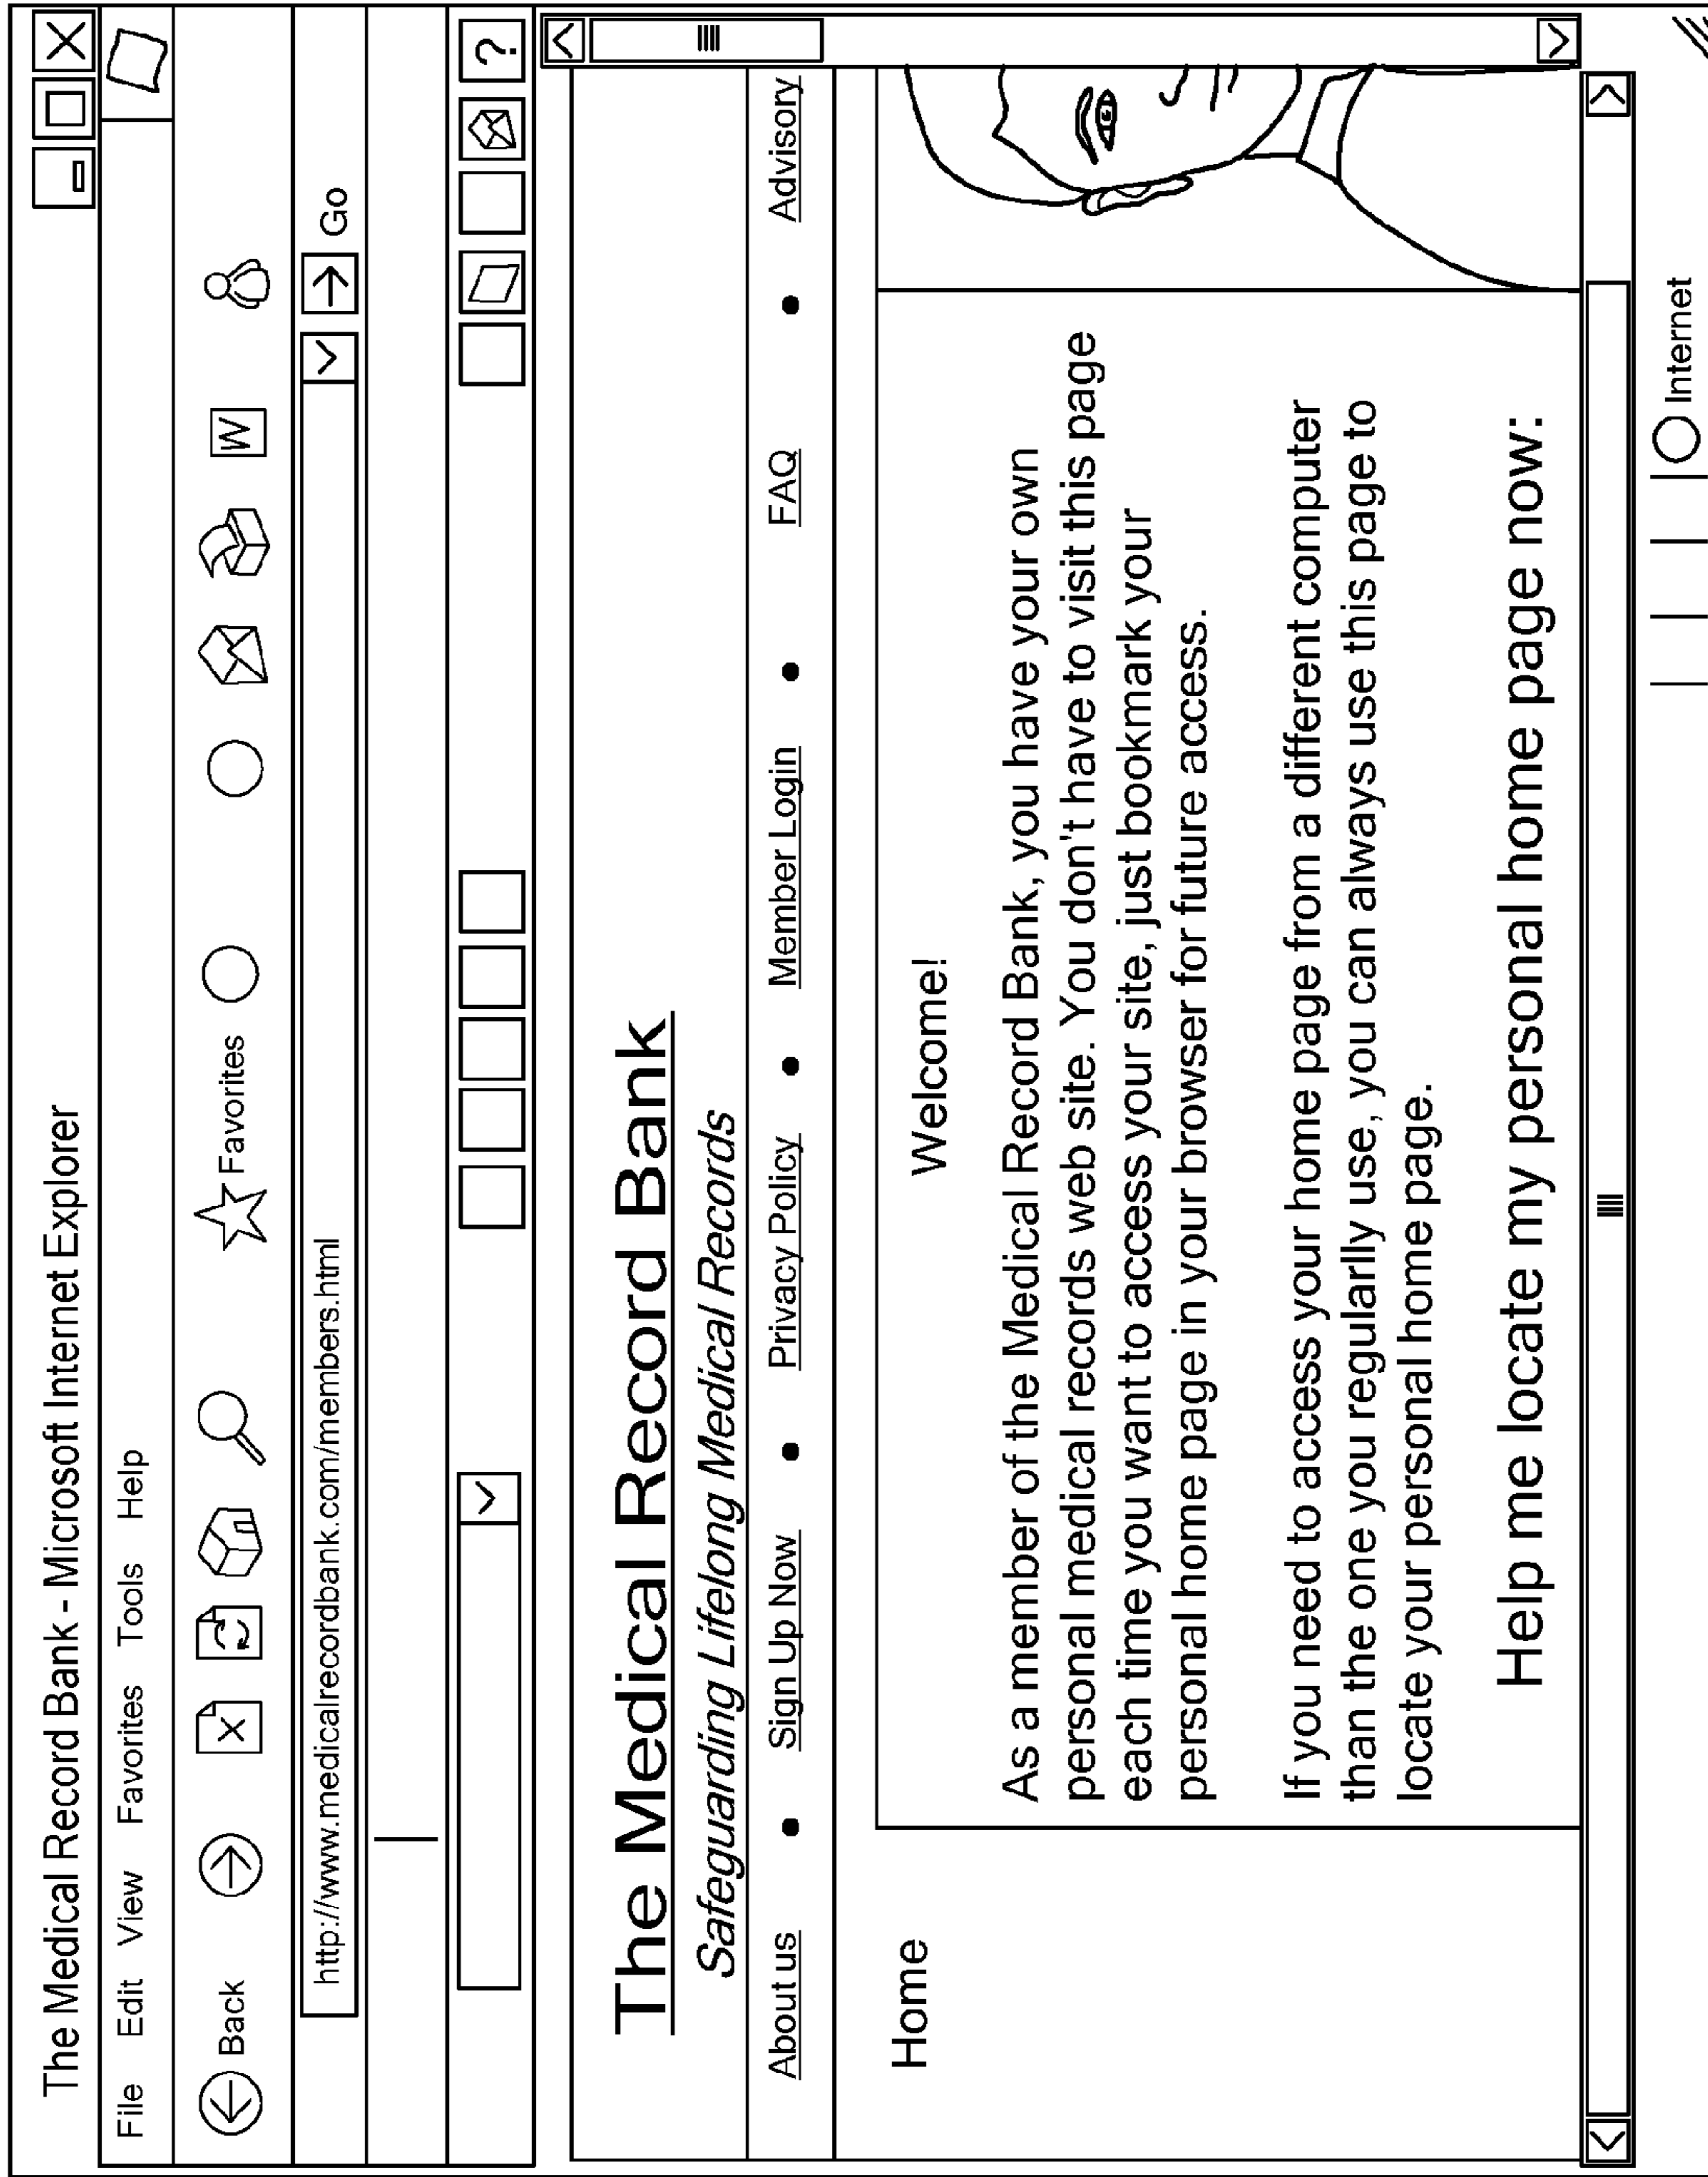 The Medical Record Bank - Microsoft Internet Explorer
File Edit View Favorites Tools Help
Back Favorites W
http://www.medicalrecordbank.com/members.html Go
?
The Medical Record Bank
Safeguarding Lifelong Medical Records
About us • Sign Up Now • Privacy Policy • Member Login • FAQ • Advisory
Home
Welcome!
As a member of the Medical Record Bank, you have your own
personal medical records web site. You don't have to visit this page
each time you want to access your site, just bookmark your
personal home page in your browser for future access.
If you need to access your home page from a different computer
than the one you regularlly use, you can always use this page to
locate your personal home page.
Help me locate my personal home page now:
Internet